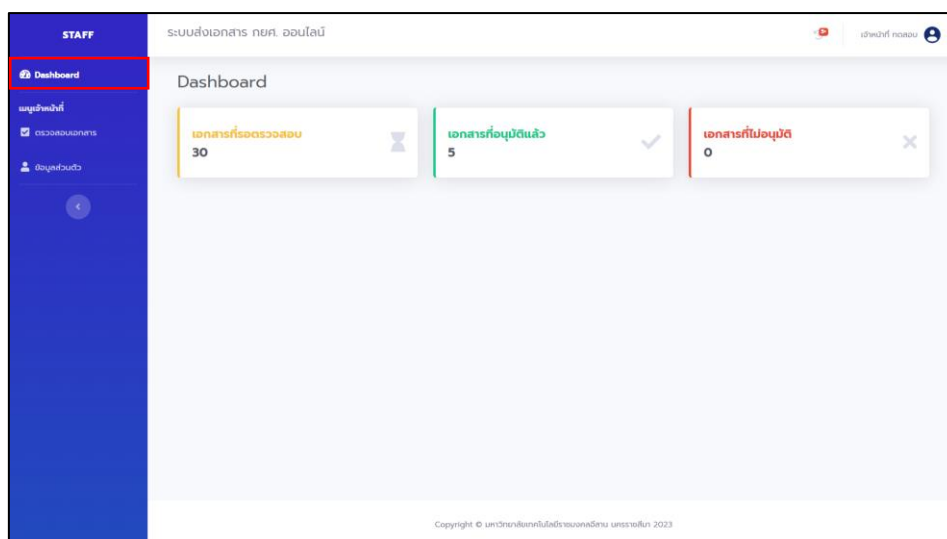 STAFF
ระบบส่งเอกสาร กยศ. ออนไลน์
เจ้าหน้าที่ ทดสอบ
Dashboard
Dashboard
เมนูเจ้าหน้าที่
ตรวจสอบเอกสาร
ข้อมูลส่วนตัว
เอกสารที่รอตรวจสอบ
30
เอกสารที่อนุมัติแล้ว
5
เอกสารที่ไม่อนุมัติ
0
Copyright © มหาวิทยาลัยเทคโนโลยีราชมงคลอีสาน นครราชสีมา 2023